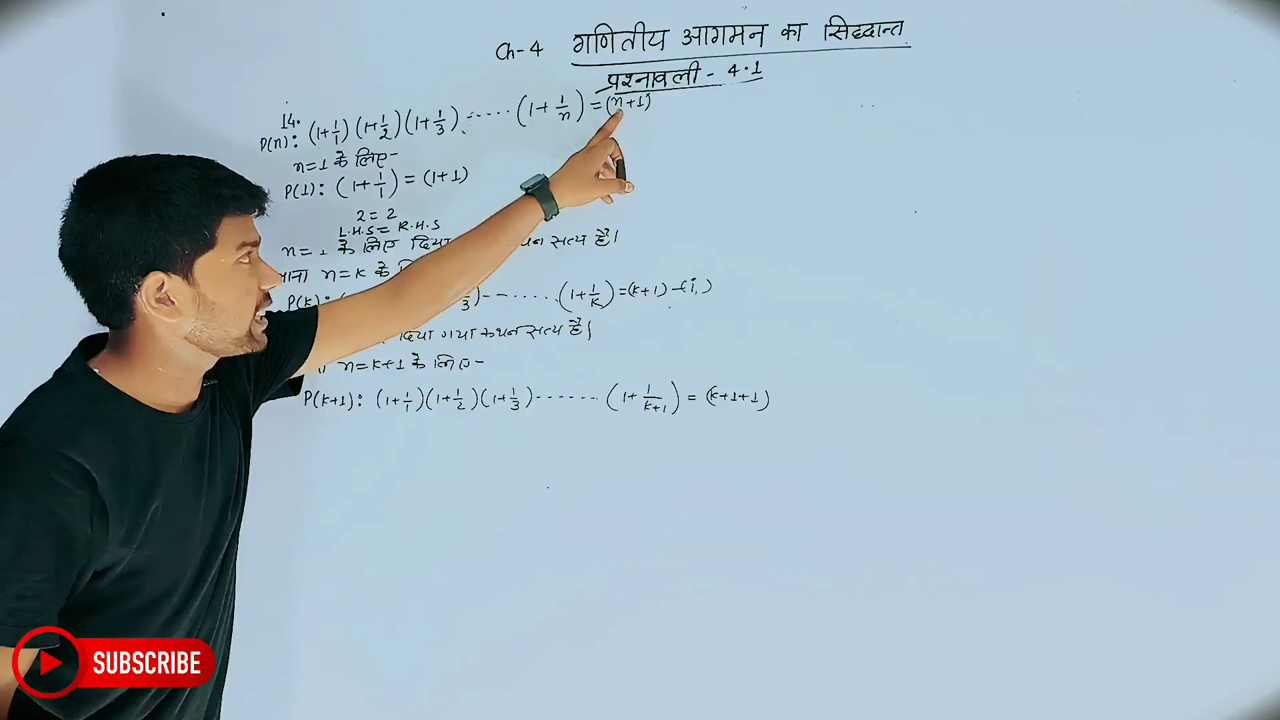 Ch-4 गणितीय आगमन का सिद्धान्त
प्रश्नावली - 4.1
14.
P(n): (1+1/1)(1+1/2)(1+1/3)......(1+1/n)=(n+1)
n=1 के लिए-
P(1): (1+1/1) = (1+1)
2 = 2
L.H.S = R.H.S
n=1 के लिए दिया सत्य है।
n=K के
P(K): ......(1+1/K)=(K+1)-(i)
दिया गया कथन सत्य है।
n=K+1 के लिए-
P(K+1): (1+1/1)(1+1/2)(1+1/3)......(1+1/K+1) = (K+1+1)
SUBSCRIBE